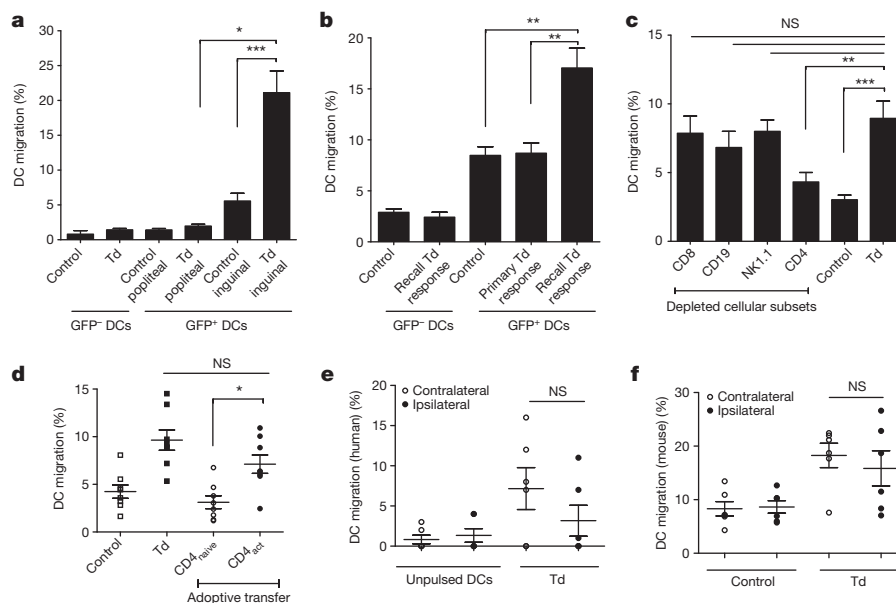 a
DC migration (%)
30
25
20
15
10
5
0
*
***
Control
Td
Control popliteal
Td popliteal
Control inguinal
Td inguinal
GFP⁻ DCs
GFP⁺ DCs
b
DC migration (%)
20
15
10
5
0
**
**
Control
Recall Td response
Control
Primary Td response
Recall Td response
GFP⁻ DCs
GFP⁺ DCs
c
DC migration (%)
15
10
5
0
NS
**
***
CD8
CD19
NK1.1
CD4
Control
Td
Depleted cellular subsets
d
DC migration (%)
15
10
5
0
NS
*
Control
Td
CD4naive
CD4act
Adoptive transfer
e
DC migration (human) (%)
20
15
10
5
0
Contralateral
Ipsilateral
NS
Unpulsed DCs
Td
f
DC migration (mouse) (%)
30
20
10
0
Contralateral
Ipsilateral
NS
Control
Td